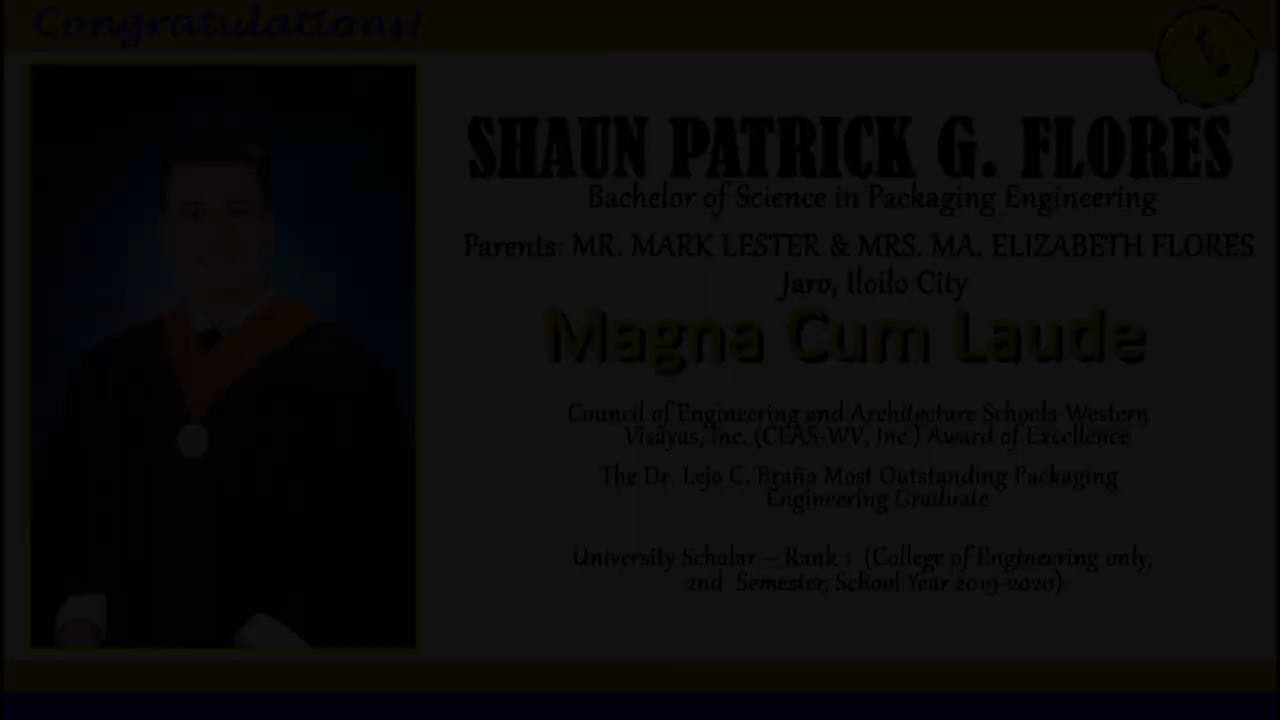 Congratulations!
SHAUN PATRICK G. FLORES
Bachelor of Science in Packaging Engineering
Parents: MR. MARK LESTER & MRS. MA. ELIZABETH FLORES
Jaro, Iloilo City
Magna Cum Laude
Council of Engineering and Architecture Schools-Western
Visayas, Inc. (CEAS-WV, Inc.) Award of Excellence
The Dr. Lejo C. Braña Most Outstanding Packaging
Engineering Graduate
University Scholar – Rank 1 (College of Engineering only,
2nd Semester, School Year 2019-2020)